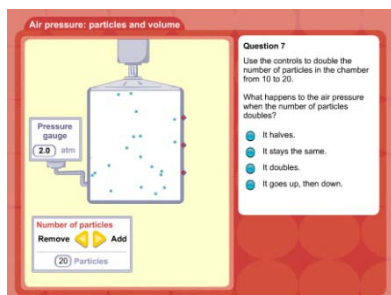 Air pressure: particles and volume
Question 7
Use the controls to double the
number of particles in the chamber
from 10 to 20.
What happens to the air pressure
when the number of particles
doubles?
It halves.
It stays the same.
It doubles.
It goes up, then down.
Pressure
gauge
2.0 atm
Number of particles
Remove Add
20 Particles